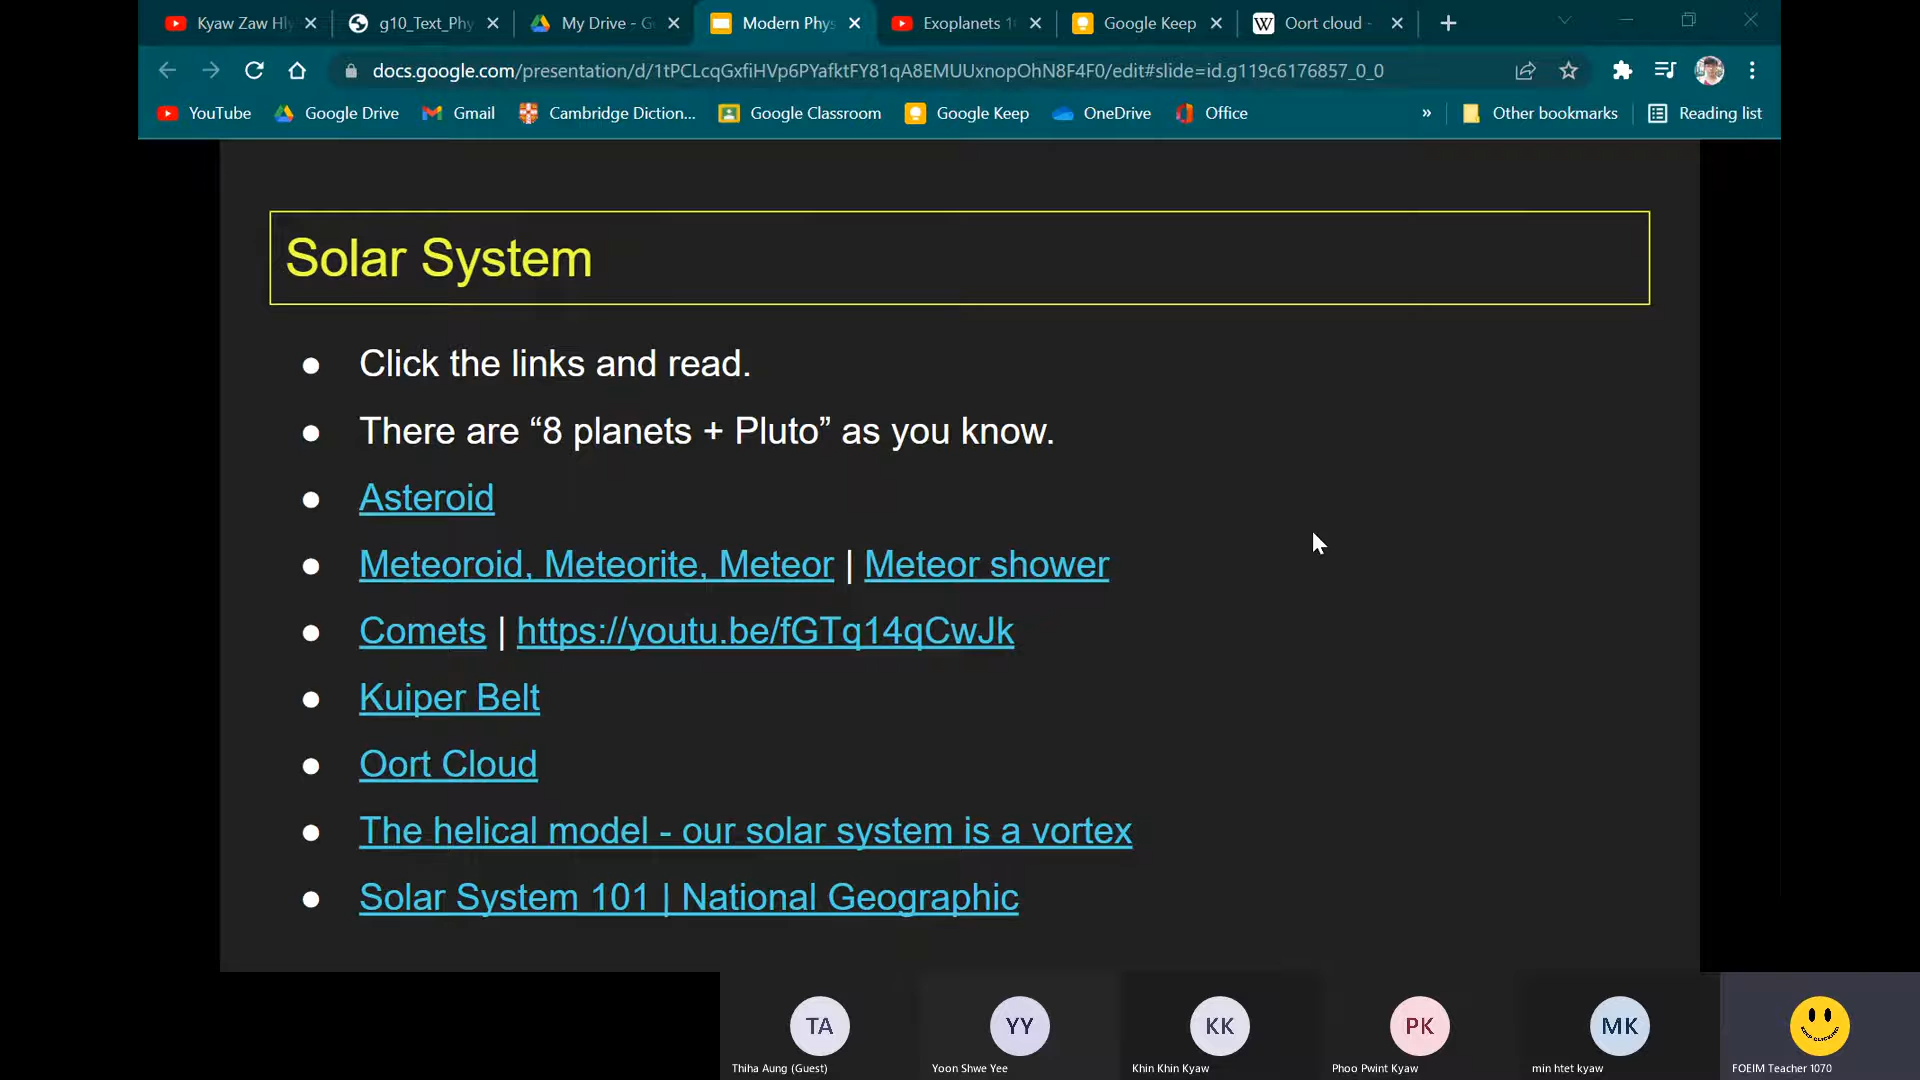 Kyaw Zaw Hl
g10_Text_Phy
My Drive - G
Modern Phys
Exoplanets 1
Google Keep
Oort cloud -
docs.google.com/presentation/d/1tPCLcqGxfiHVp6PYafktFY81qA8EMUUxnopOhN8F4F0/edit#slide=id.g119c6176857_0_0
YouTube
Google Drive
Gmail
Cambridge Diction...
Google Classroom
Google Keep
OneDrive
Office
»
Other bookmarks
Reading list
Solar System
● Click the links and read.
● There are “8 planets + Pluto” as you know.
● Asteroid
● Meteoroid, Meteorite, Meteor | Meteor shower
● Comets | https://youtu.be/fGTq14qCwJk
● Kuiper Belt
● Oort Cloud
● The helical model - our solar system is a vortex
● Solar System 101 | National Geographic
TA
YY
KK
PK
MK
KEEP CLICKING
Thiha Aung (Guest)
Yoon Shwe Yee
Khin Khin Kyaw
Phoo Pwint Kyaw
min htet kyaw
FOEIM Teacher 1070